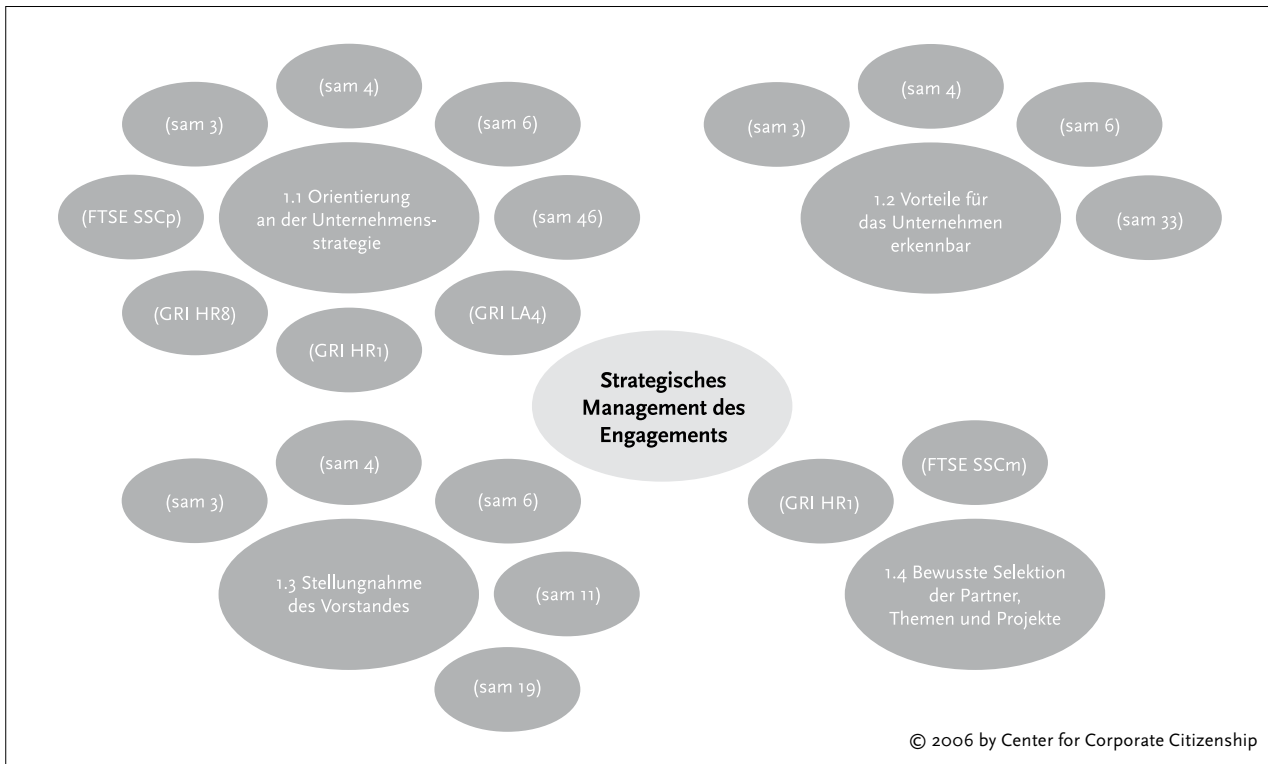 (sam 4)
(sam 3)
(sam 6)
(FTSE SSCp)
1.1 Orientierung
an der Unternehmens-
strategie
(sam 46)
(GRI HR8)
(GRI HR1)
(GRI LA4)
(sam 4)
(sam 3)
(sam 6)
1.2 Vorteile für
das Unternehmen
erkennbar
(sam 33)
Strategisches
Management des
Engagements
(sam 4)
(sam 3)
(sam 6)
1.3 Stellungnahme
des Vorstandes
(sam 11)
(sam 19)
(FTSE SSCm)
(GRI HR1)
1.4 Bewusste Selektion
der Partner,
Themen und Projekte
© 2006 by Center for Corporate Citizenship